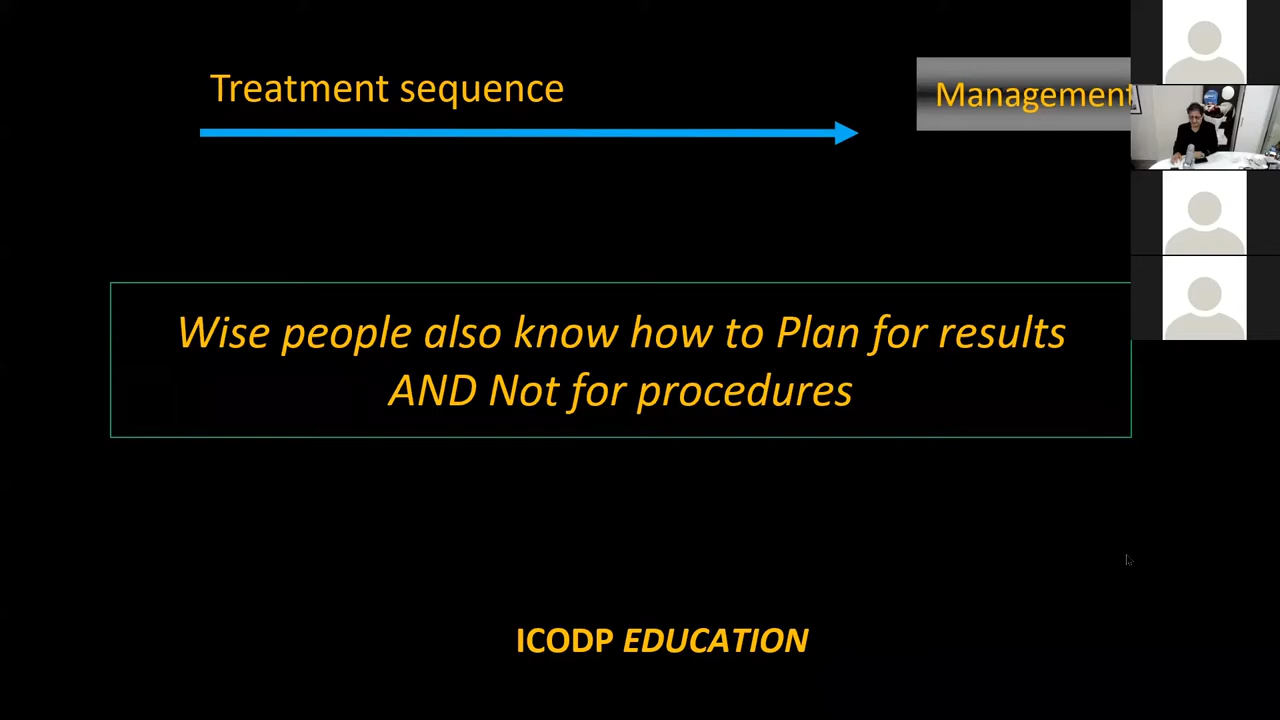 Treatment sequence
Management
Wise people also know how to Plan for results
AND Not for procedures
ICODP EDUCATION